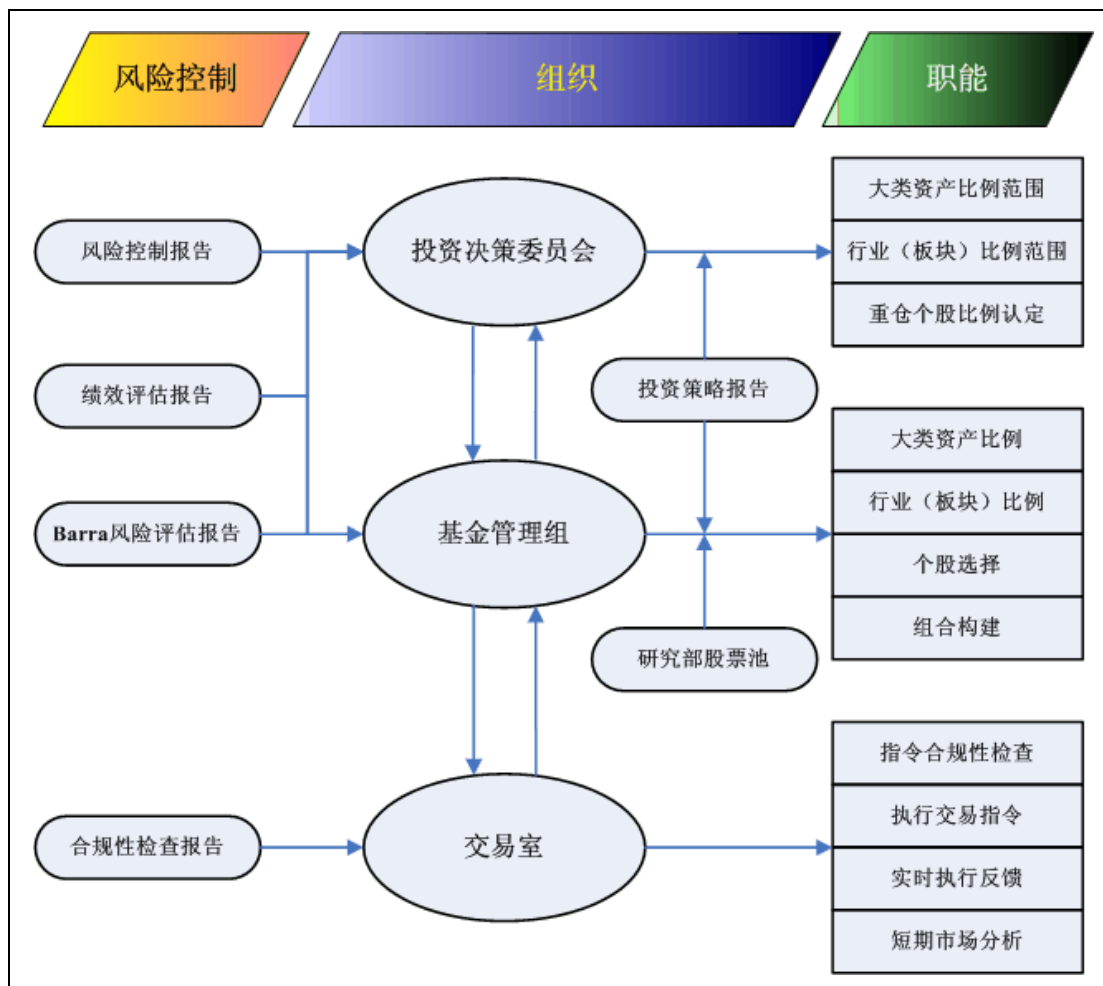 风险控制
组织
职能
风险控制报告
绩效评估报告
Barra风险评估报告
合规性检查报告
投资决策委员会
基金管理组
交易室
投资策略报告
研究部股票池
大类资产比例范围
行业（板块）比例范围
重仓个股比例认定
大类资产比例
行业（板块）比例
个股选择
组合构建
指令合规性检查
执行交易指令
实时执行反馈
短期市场分析